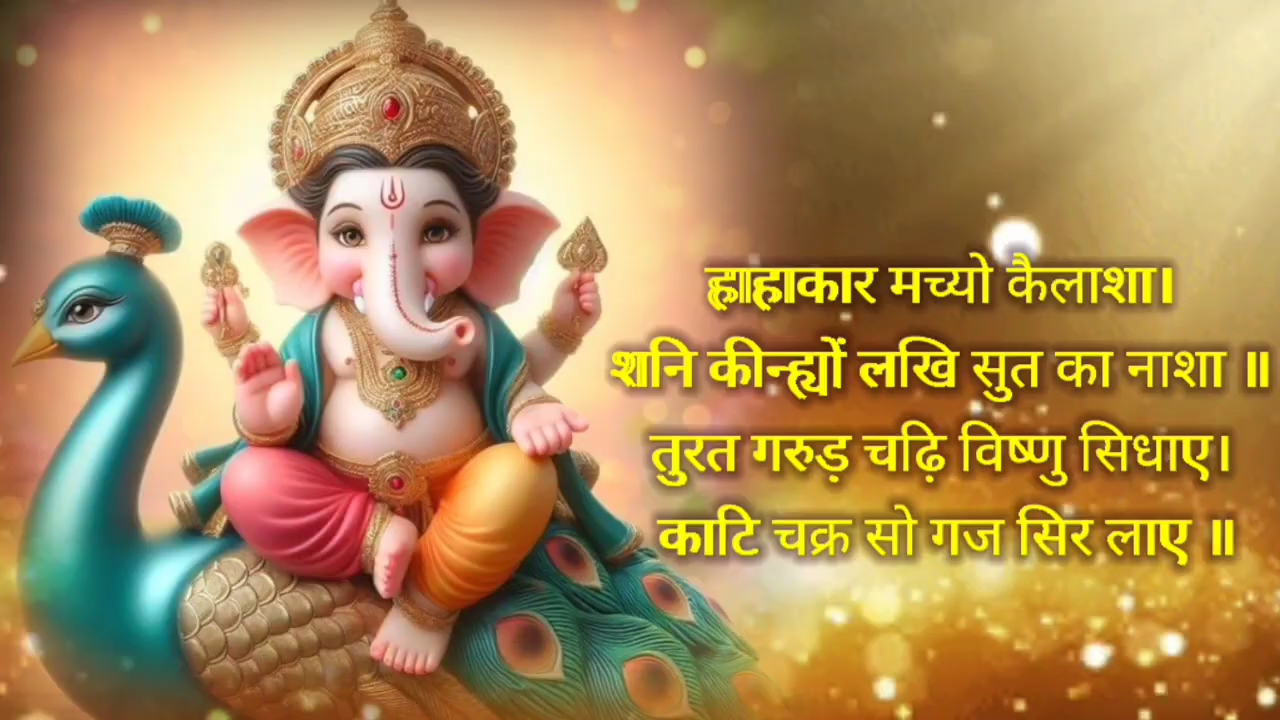 हाहाकार मच्यो कैलाशा।
शनि कीन्ह्यों लखि सुत का नाशा ॥
तुरत गरुड़ चढ़ि विष्णु सिधाए।
काटि चक्र सो गज सिर लाए ॥